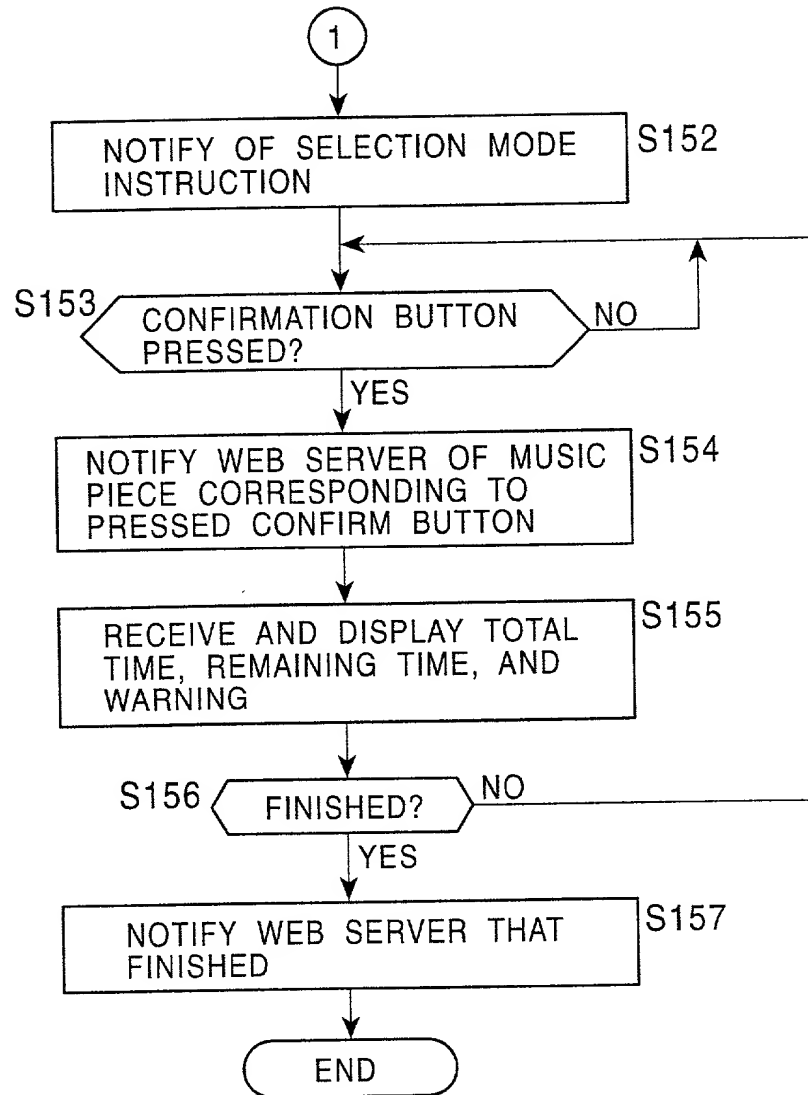 1
NOTIFY OF SELECTION MODE
INSTRUCTION
S152
S153
CONFIRMATION BUTTON
PRESSED?
NO
YES
NOTIFY WEB SERVER OF MUSIC
PIECE CORRESPONDING TO
PRESSED CONFIRM BUTTON
S154
RECEIVE AND DISPLAY TOTAL
TIME, REMAINING TIME, AND
WARNING
S155
S156
FINISHED?
NO
YES
NOTIFY WEB SERVER THAT
FINISHED
S157
END